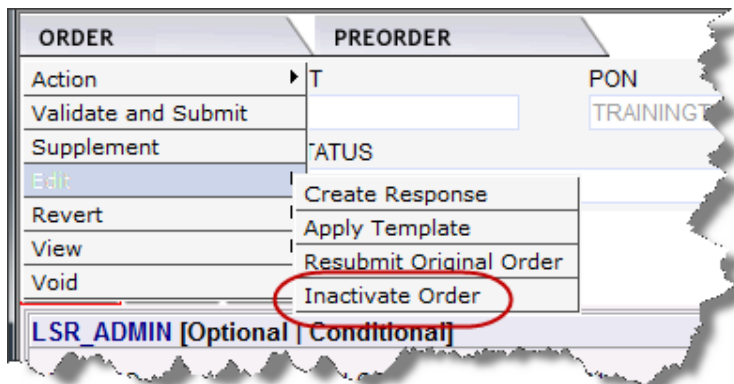 ORDER PREORDER
Action T PON
Validate and Submit TRAININGT
Supplement TATUS
Edit
Create Response
Revert
Apply Template
View
Resubmit Original Order
Void
Inactivate Order
LSR_ADMIN [Optional | Conditional]